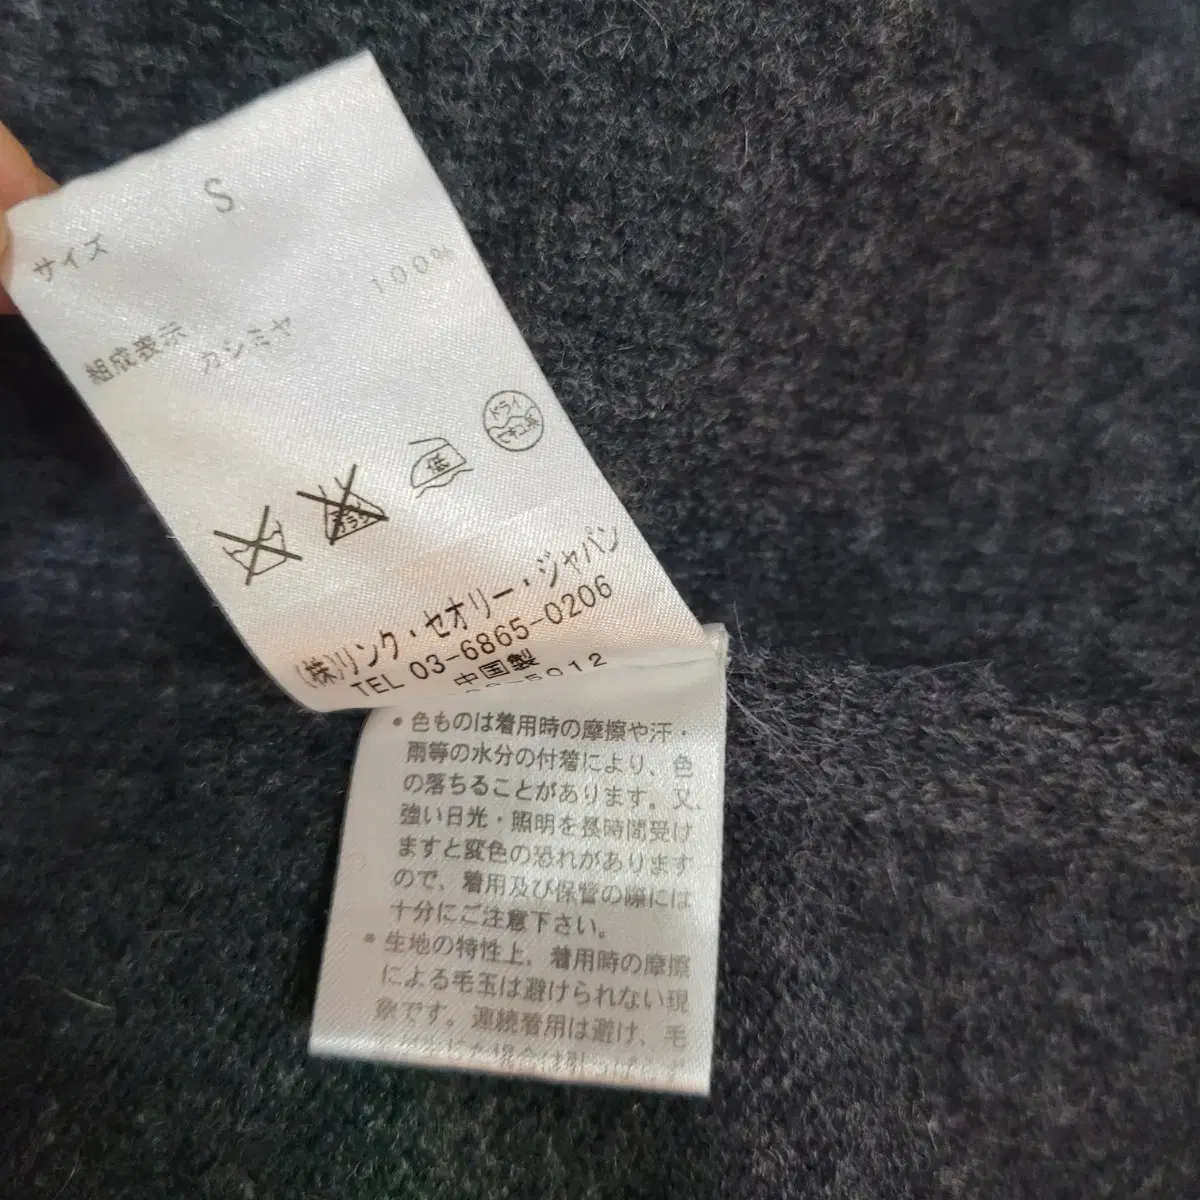 サイズ S
組成表示
カシミヤ 100%
ドライ
セキユ系
低
(株)リンク・セオリー・ジャパン
TEL 03-6865-0206
中国製
5012
•色ものは着用時の摩擦や汗・
雨等の水分の付着により、色
の落ちることがあります。又、
強い日光・照明を長時間受け
ますと変色の恐れがあります
ので、着用及び保管の際には
十分にご注意下さい。
•生地の特性上、着用時の摩擦
による毛玉は避けられない現
象です。連続着用は避け、毛